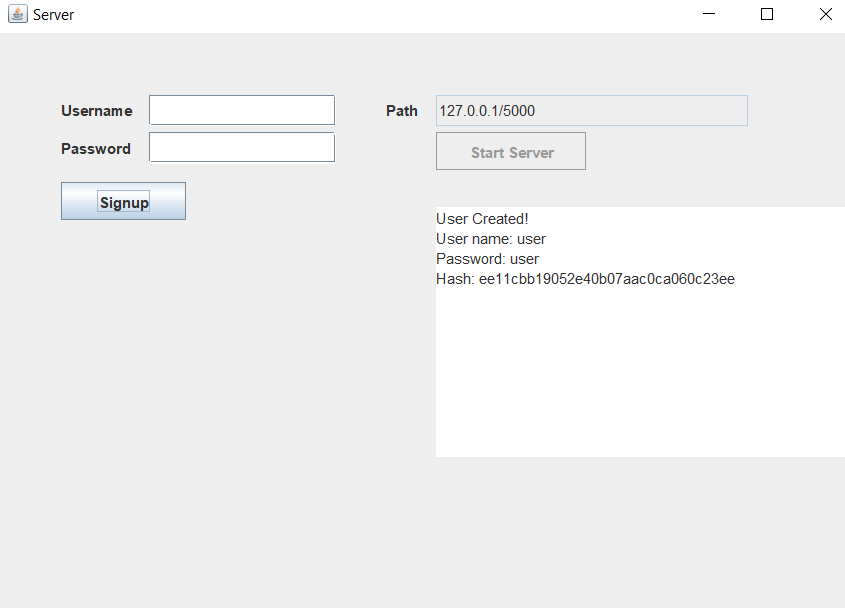 Server
Username
Path
127.0.0.1/5000
Password
Start Server
Signup
User Created!
User name: user
Password: user
Hash: ee11cbb19052e40b07aac0ca060c23ee